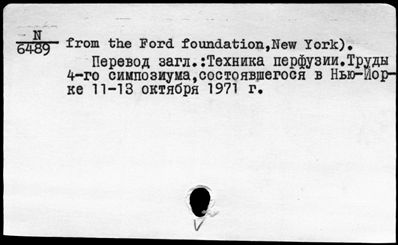 N from the Ford foundation,New York).
6489
Перевод загл.:Техника перфузии.Труды
4-го симпозиума,состоявшегося в Нью-Йор-
ке 11-13 октября 1971 г.